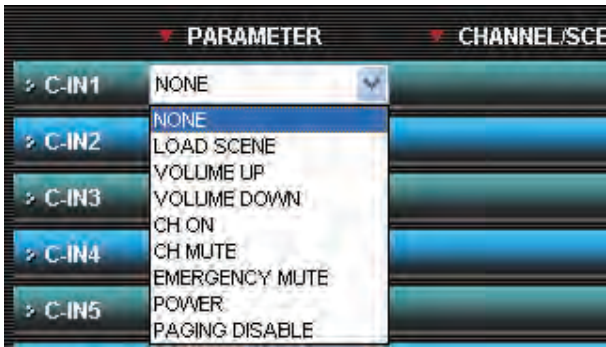 PARAMETER CHANNEL/SCE
C-IN1 NONE
NONE
C-IN2 LOAD SCENE
VOLUME UP
C-IN3 VOLUME DOWN
CH ON
C-IN4 CH MUTE
EMERGENCY MUTE
C-IN5 POWER
PAGING DISABLE